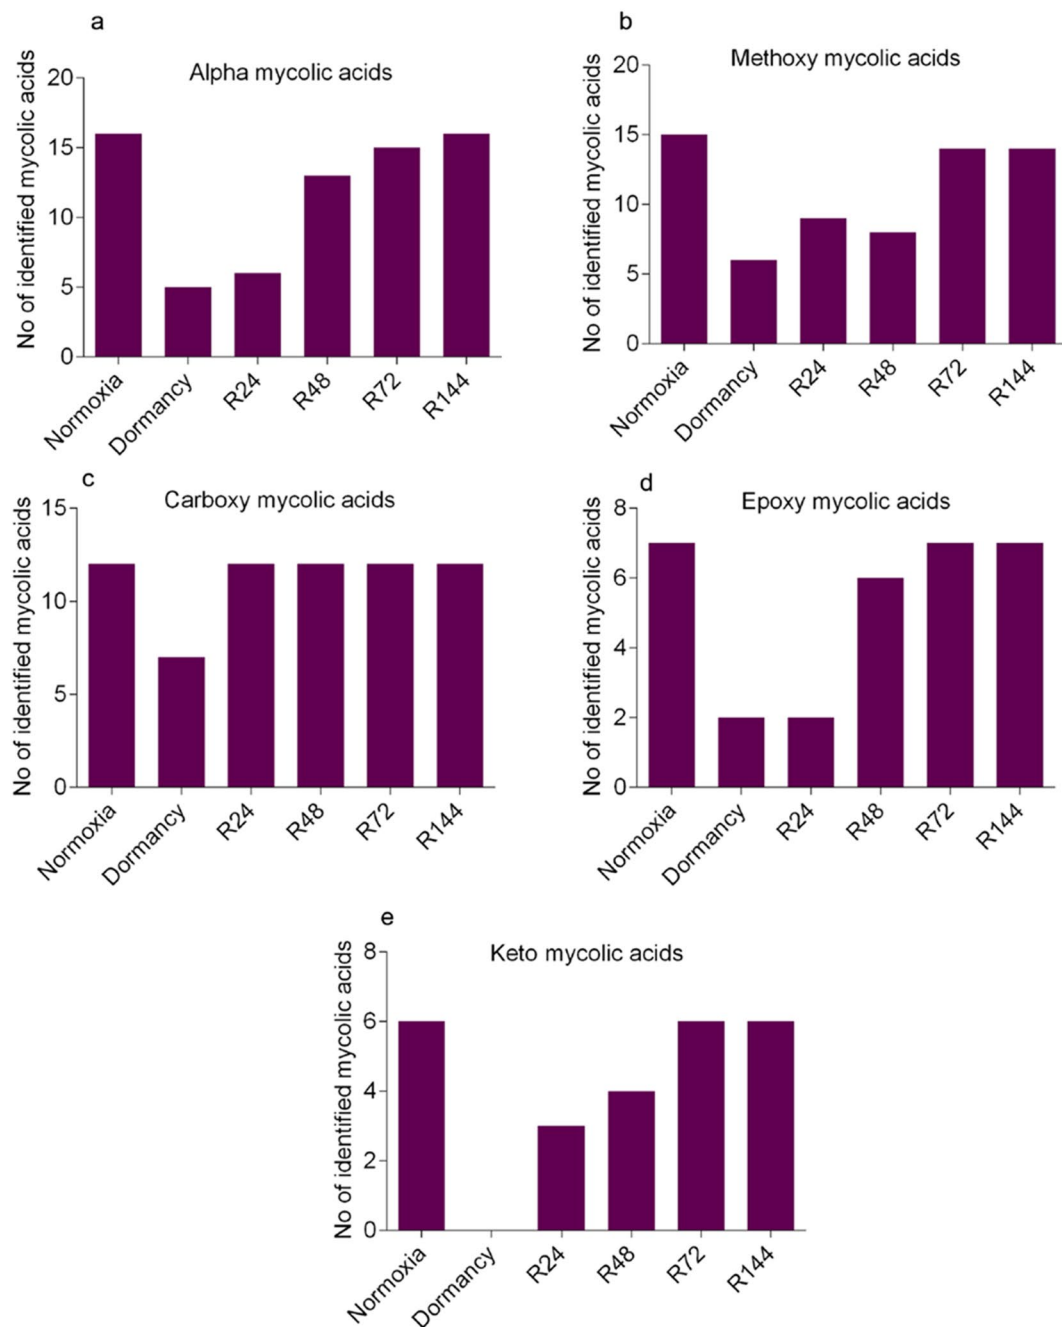 a
Alpha mycolic acids
No of identified mycolic acids
20
15
10
5
0
Normoxia
Dormancy
R24
R48
R72
R144
b
Methoxy mycolic acids
No of identified mycolic acids
20
15
10
5
0
Normoxia
Dormancy
R24
R48
R72
R144
c
Carboxy mycolic acids
No of identified mycolic acids
15
10
5
0
Normoxia
Dormancy
R24
R48
R72
R144
d
Epoxy mycolic acids
No of identified mycolic acids
8
6
4
2
0
Normoxia
Dormancy
R24
R48
R72
R144
e
Keto mycolic acids
No of identified mycolic acids
8
6
4
2
0
Normoxia
Dormancy
R24
R48
R72
R144